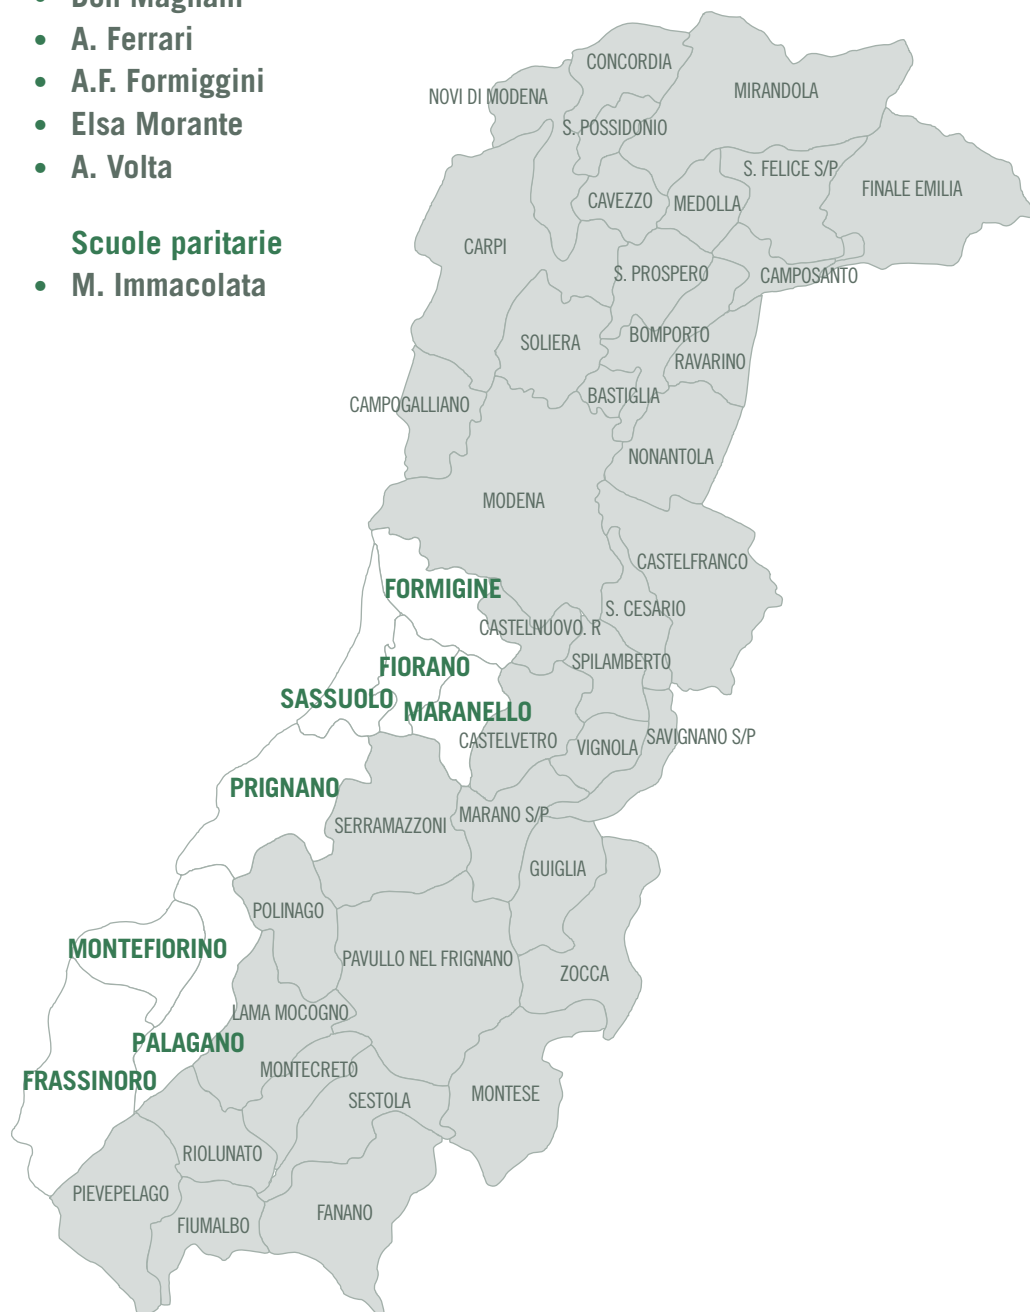 Don Magnani
• A. Ferrari
• A.F. Formiggini
• Elsa Morante
• A. Volta
Scuole paritarie
• M. Immacolata
CONCORDIA
MIRANDOLA
NOVI DI MODENA
S. POSSIDONIO
S. FELICE S/P
FINALE EMILIA
CAVEZZO
MEDOLLA
CARPI
S. PROSPERO
CAMPOSANTO
BOMPORTO
SOLIERA
RAVARINO
BASTIGLIA
CAMPOGALLIANO
NONANTOLA
MODENA
CASTELFRANCO
FORMIGINE
S. CESARIO
CASTELNUOVO. R
SPILAMBERTO
FIORANO
SASSUOLO
MARANELLO
CASTELVETRO
SAVIGNANO S/P
VIGNOLA
PRIGNANO
MARANO S/P
SERRAMAZZONI
GUIGLIA
POLINAGO
MONTEFIORINO
PAVULLO NEL FRIGNANO
ZOCCA
LAMA MOCOGNO
PALAGANO
MONTECRETO
FRASSINORO
SESTOLA
MONTESE
RIOLUNATO
PIEVEPELAGO
FANANO
FIUMALBO